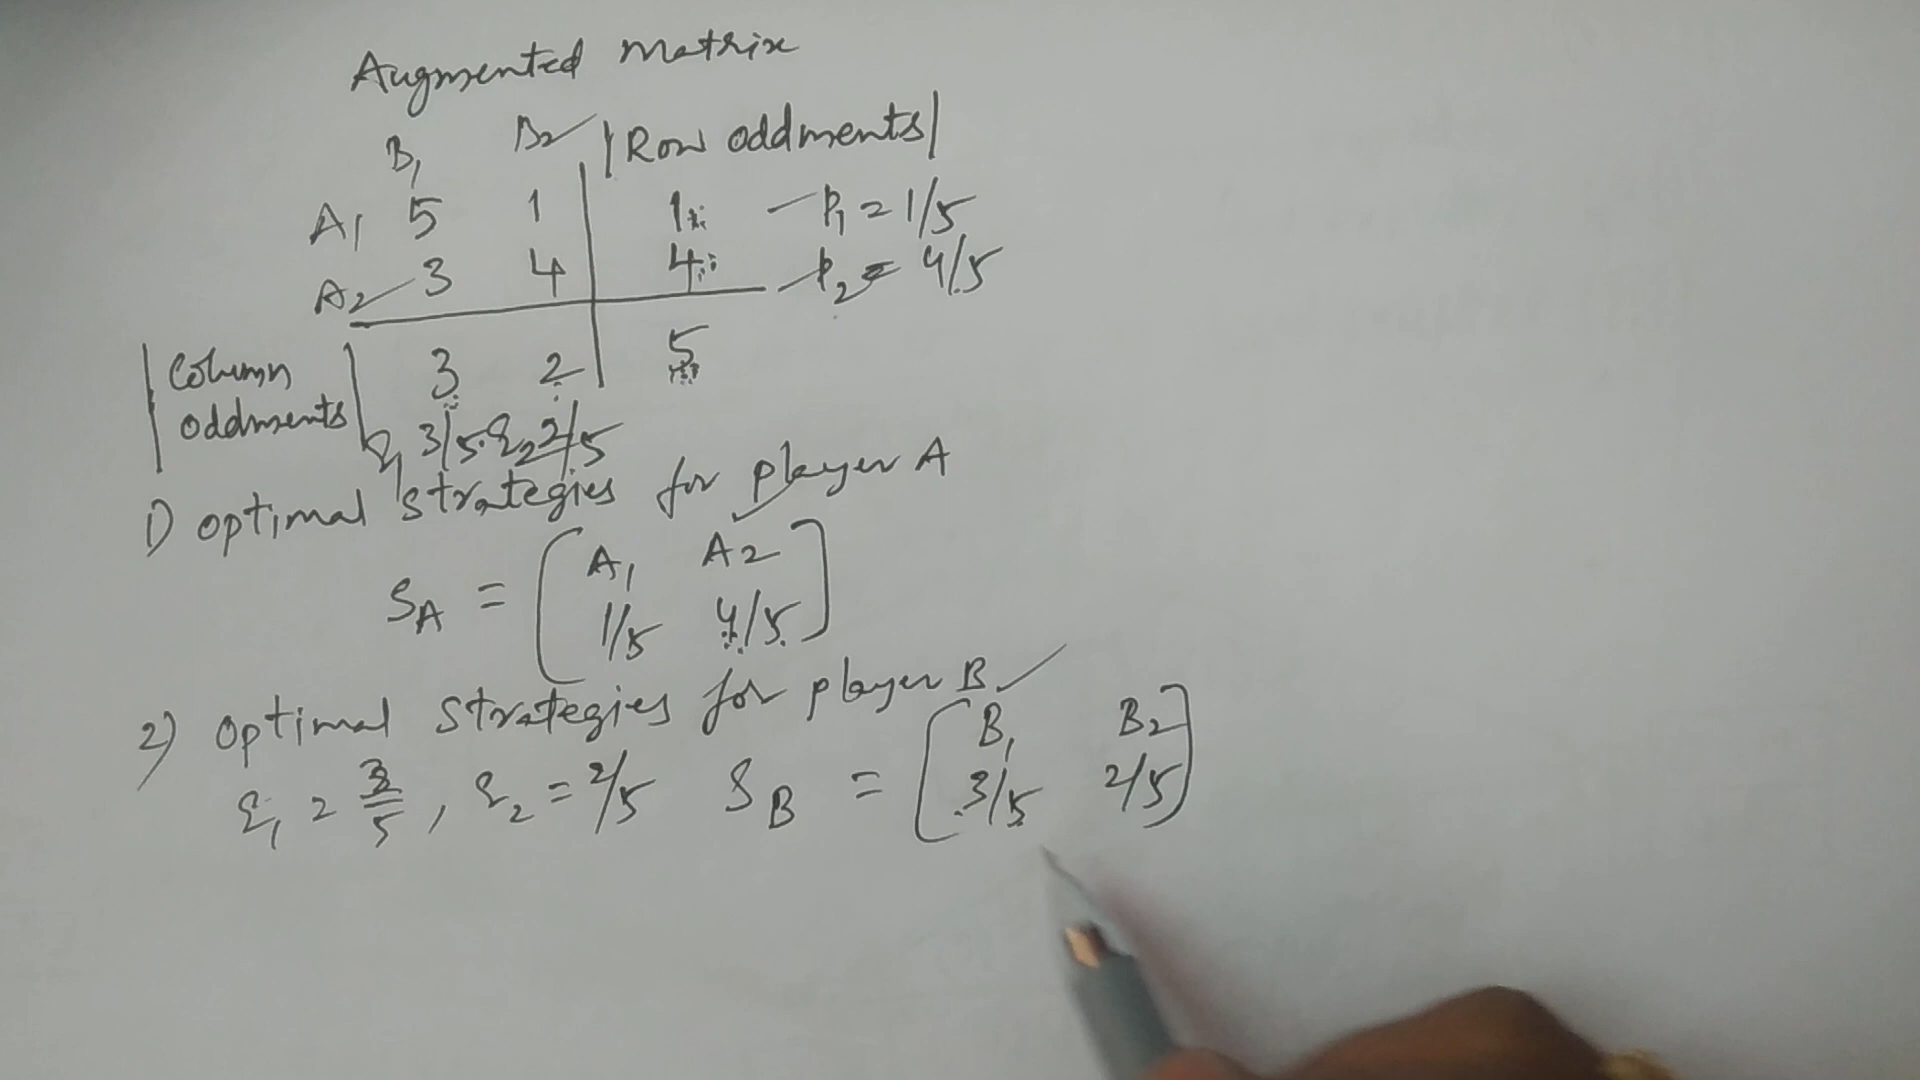 Augmented Matrix
B1 B2 |Row oddments|
A1 5 1 1 — P1 = 1/5
A2 3 4 4 — P2 = 4/5
|Column oddments| 3 2 5
q1 3/5 q2 2/5
1) optimal strategies for player A
SA = [A1 A2
1/5 4/5]
2) optimal strategies for player B
q1 = 3/5, q2 = 2/5 SB = [B1 B2
3/5 2/5]